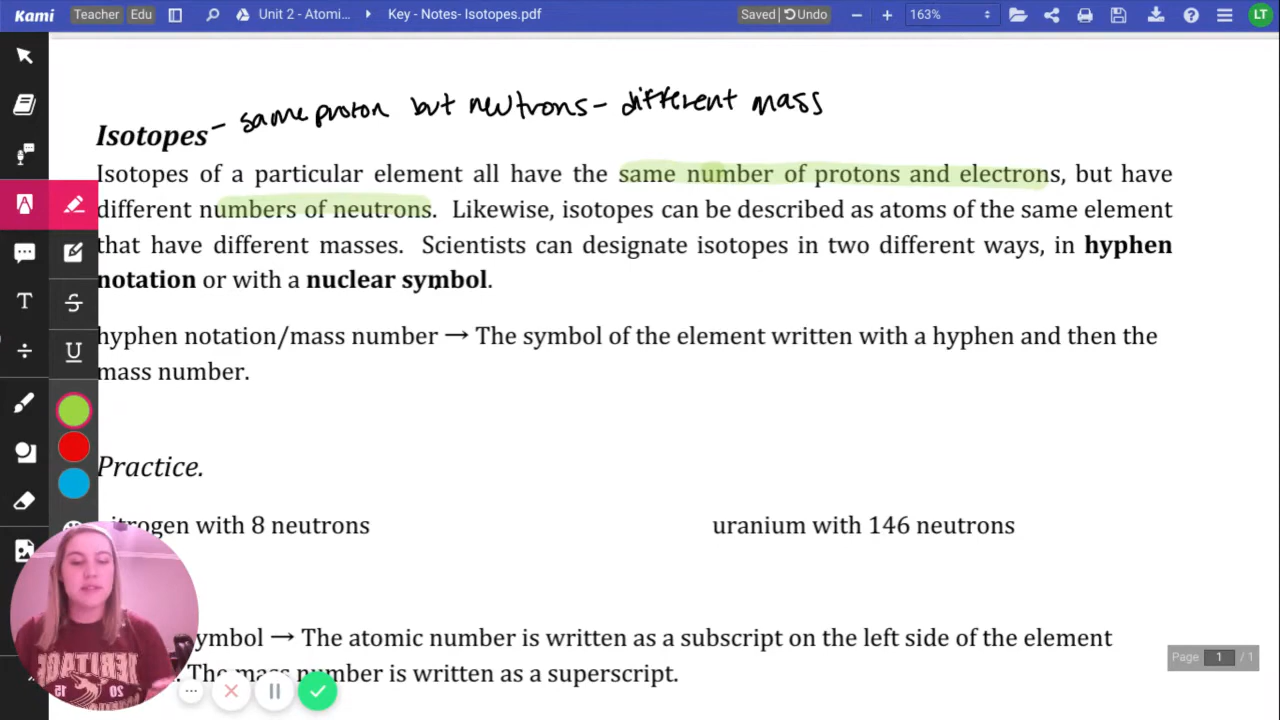 Kami Teacher Edu Unit 2 - Atomi... Key - Notes- Isotopes.pdf Saved Undo 163% LT
Isotopes - same proton but neutrons - different mass
Isotopes of a particular element all have the same number of protons and electrons, but have
different numbers of neutrons. Likewise, isotopes can be described as atoms of the same element
that have different masses. Scientists can designate isotopes in two different ways, in hyphen
notation or with a nuclear symbol.
hyphen notation/mass number → The symbol of the element written with a hyphen and then the
mass number.
Practice.
itrogen with 8 neutrons uranium with 146 neutrons
ymbol → The atomic number is written as a subscript on the left side of the element
The mass number is written as a superscript.
Page 1 / 1
HERITAGE
20 15